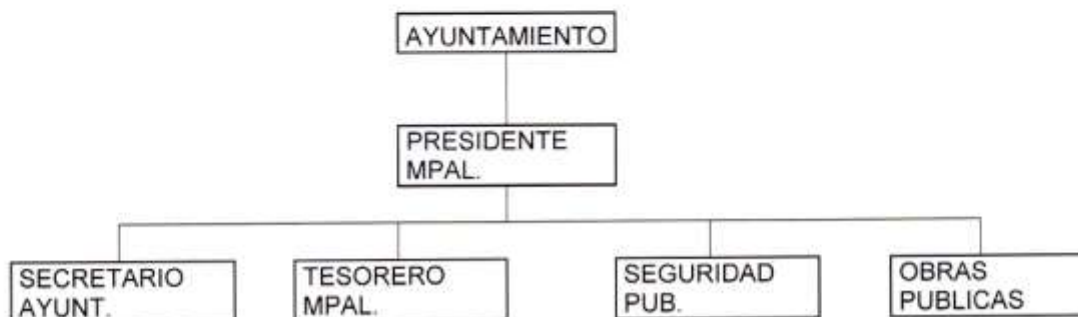 AYUNTAMIENTO
PRESIDENTE
MPAL.
SECRETARIO
AYUNT.
TESORERO
MPAL.
SEGURIDAD
PUB.
OBRAS
PUBLICAS